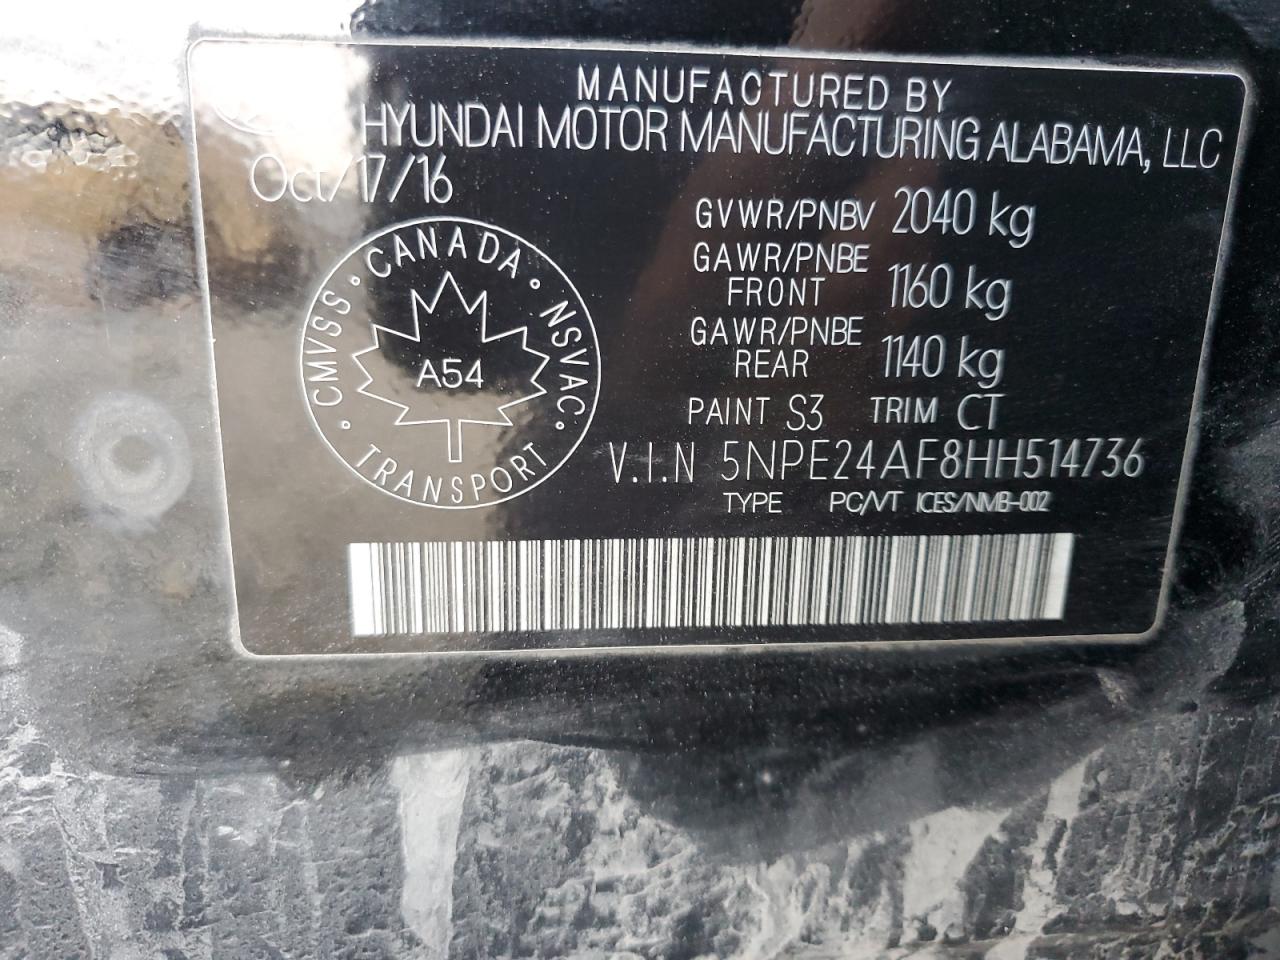 MANUFACTURED BY
HYUNDAI MOTOR MANUFACTURING ALABAMA, LLC
Oct/17/16
GVWR/PNBV 2040 kg
GAWR/PNBE
FRONT 1160 kg
GAWR/PNBE
REAR 1140 kg
CANADA
CMVSS
NSVAC
A54
TRANSPORT
PAINT S3 TRIM CT
V.I.N 5NPE24AF8HH514736
TYPE PC/VT ICES/NMB-002